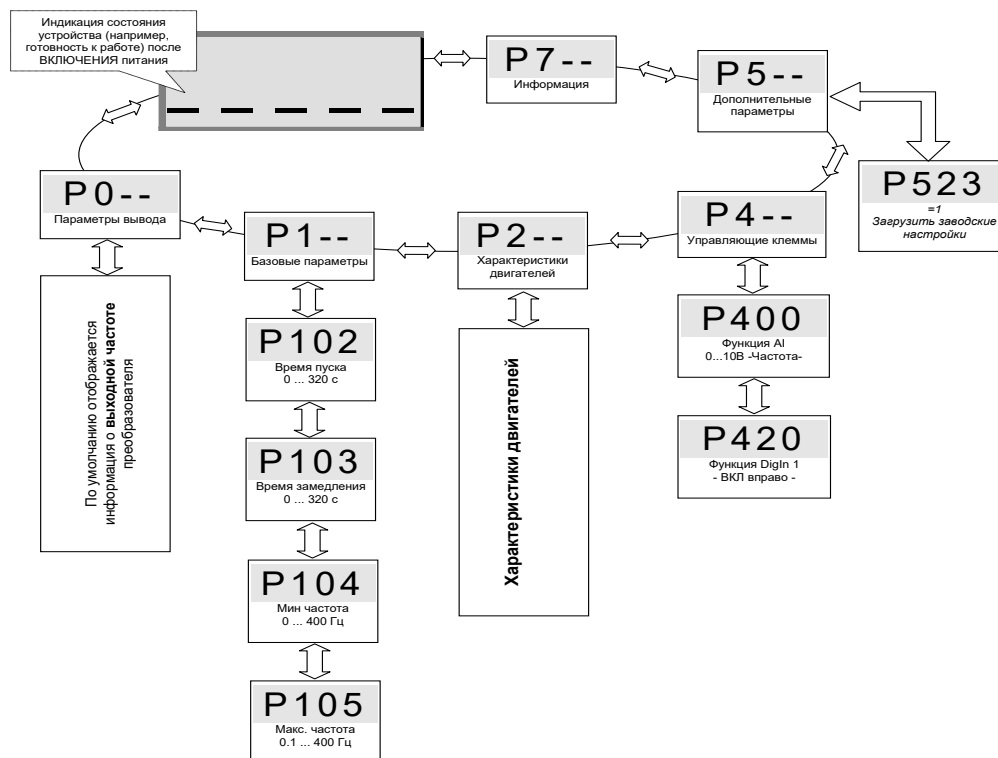 Индикация состояния
устройства (например,
готовность к работе) после
ВКЛЮЧЕНИЯ питания
P7--
Информация
P5--
Дополнительные
параметры
P523
=1
Загрузить заводские
настройки
P0--
Параметры вывода
P1--
Базовые параметры
P2--
Характеристики
двигателей
P4--
Управляющие клеммы
По умолчанию отображается
информация о выходной частоте
преобразователя
P102
Время пуска
0 ... 320 с
P103
Время замедления
0 ... 320 с
P104
Мин частота
0 ... 400 Гц
P105
Макс. частота
0.1 ... 400 Гц
Характеристики двигателей
P400
Функция AI
0...10В -Частота-
P420
Функция DigIn 1
- ВКЛ вправо -